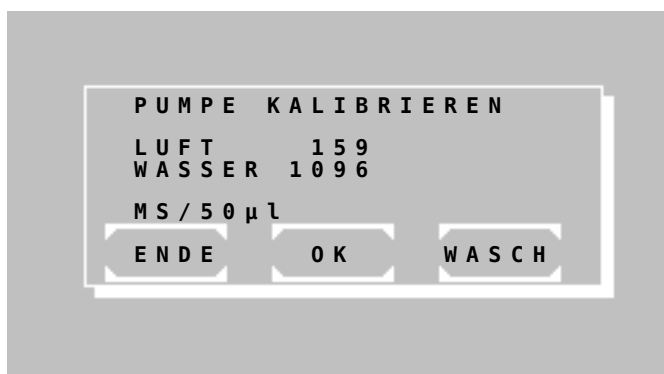 PUMPE KALIBRIEREN
LUFT 159
WASSER 1096
MS/50µl
ENDE OK WASCH